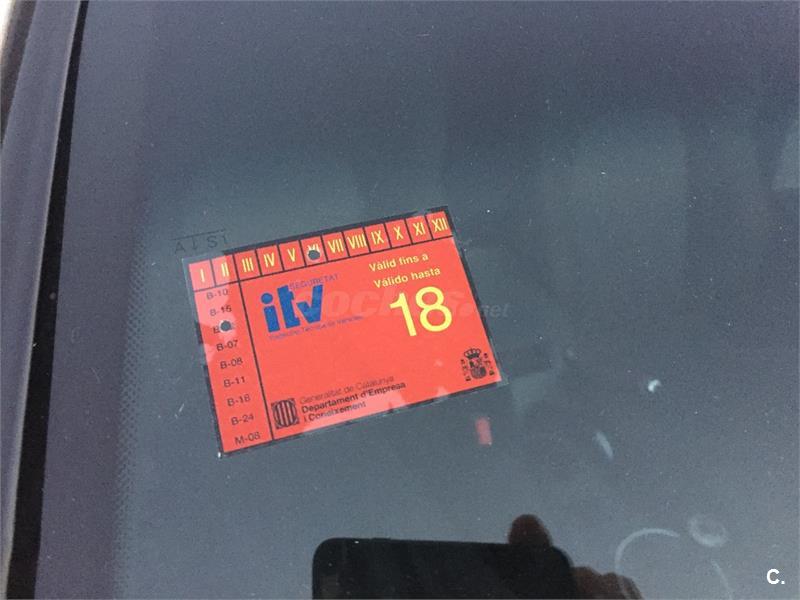 I II III IV V VI VII VIII IX X XI XII
B-10
B-15
B-07
B-08
B-11
B-16
B-24
M-08
SEGURETAT
itv
Vàlid fins a
Válido hasta
18
Generalitat de Catalunya
Departament d'Empresa
i Coneixement
C.